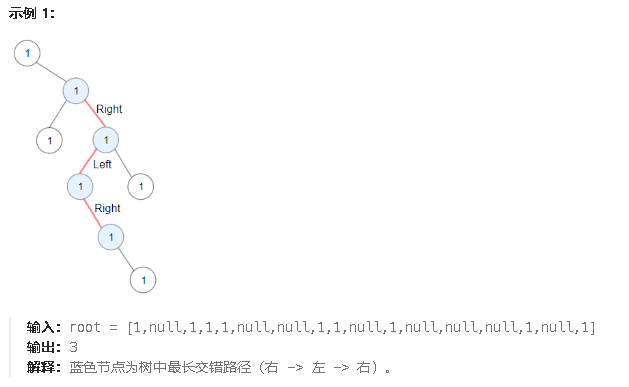 示例 1：
1
1
Right
1
1
Left
1
1
Right
1
1
输入：root = [1,null,1,1,1,null,null,1,1,null,1,null,null,null,1,null,1]
输出：3
解释：蓝色节点为树中最长交错路径（右 -> 左 -> 右）。